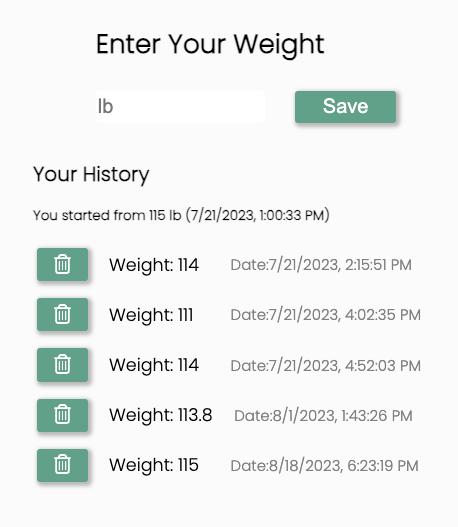 Enter Your Weight
lb Save
Your History
You started from 115 lb (7/21/2023, 1:00:33 PM)
Weight: 114 Date:7/21/2023, 2:15:51 PM
Weight: 111 Date:7/21/2023, 4:02:35 PM
Weight: 114 Date:7/21/2023, 4:52:03 PM
Weight: 113.8 Date:8/1/2023, 1:43:26 PM
Weight: 115 Date:8/18/2023, 6:23:19 PM